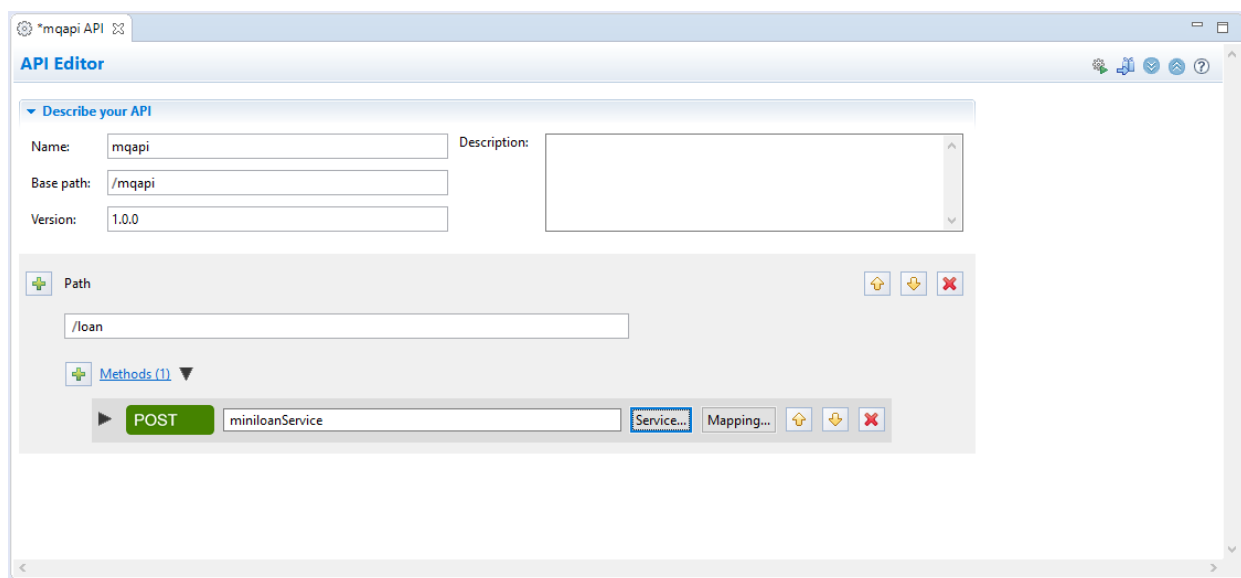 *mqapi API
API Editor
Describe your API
Name: mqapi
Description:
Base path: /mqapi
Version: 1.0.0
Path
/loan
Methods (1)
POST miniloanService Service... Mapping...